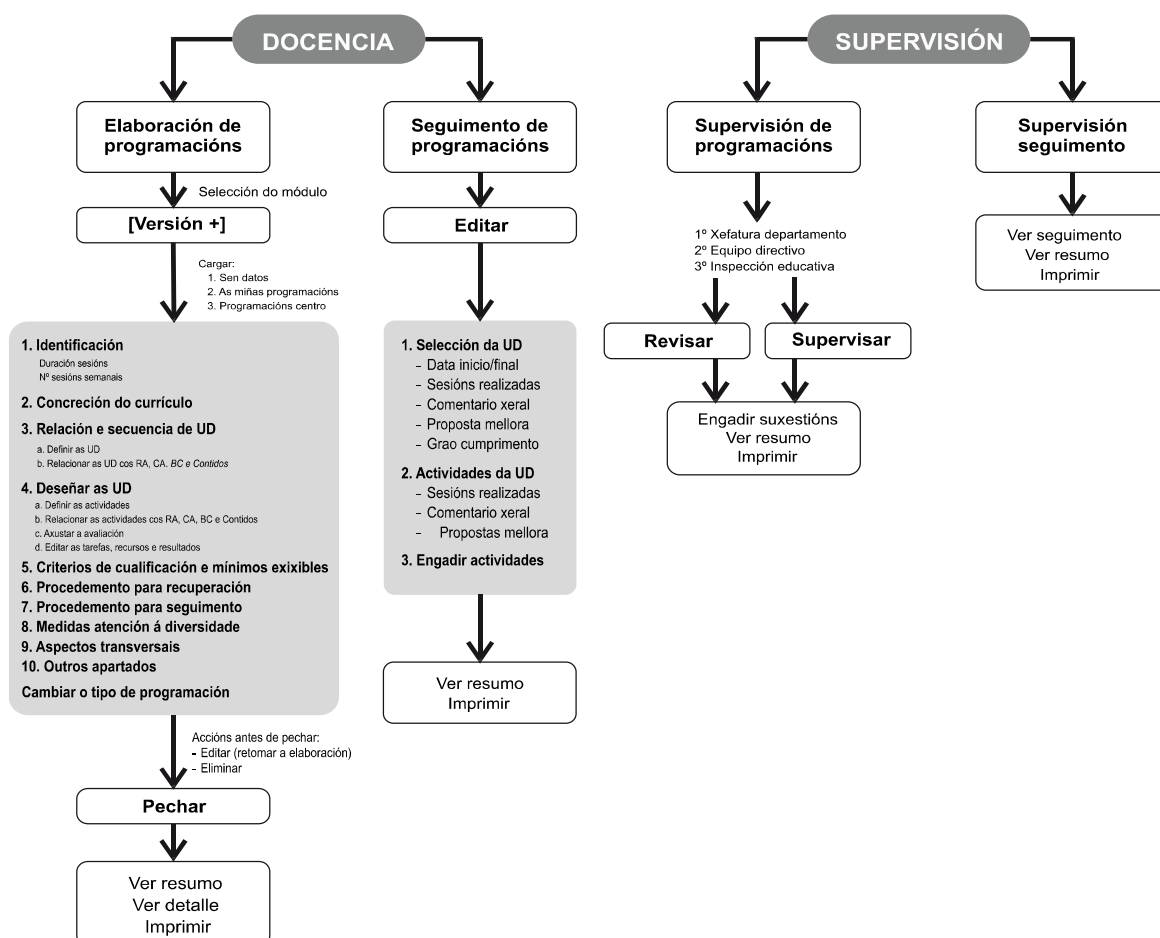 DOCENCIA
Elaboración de
programacións
Selección do módulo
[Versión +]
Cargar:
1. Sen datos
2. As miñas programacións
3. Programacións centro
1. Identificación
Duración sesións
Nº sesións semanais
2. Concreción do currículo
3. Relación e secuencia de UD
a. Definir as UD
b. Relacionar as UD cos RA, CA. BC e Contidos
4. Deseñar as UD
a. Definir as actividades
b. Relacionar as actividades cos RA, CA, BC e Contidos
c. Axustar a avaliación
d. Editar as tarefas, recursos e resultados
5. Criterios de cualificación e mínimos exixibles
6. Procedemento para recuperación
7. Procedemento para seguimento
8. Medidas atención á diversidade
9. Aspectos transversais
10. Outros apartados
Cambiar o tipo de programación
Accións antes de pechar:
- Editar (retomar a elaboración)
- Eliminar
Pechar
Ver resumo
Ver detalle
Imprimir
Seguimento de
programacións
Editar
1. Selección da UD
- Data inicio/final
- Sesións realizadas
- Comentario xeral
- Proposta mellora
- Grao cumprimento
2. Actividades da UD
- Sesións realizadas
- Comentario xeral
- Propostas mellora
3. Engadir actividades
Ver resumo
Imprimir
SUPERVISIÓN
Supervisión de
programacións
1º Xefatura departamento
2º Equipo directivo
3º Inspección educativa
Revisar
Supervisar
Engadir suxestións
Ver resumo
Imprimir
Supervisión
seguimento
Ver seguimento
Ver resumo
Imprimir